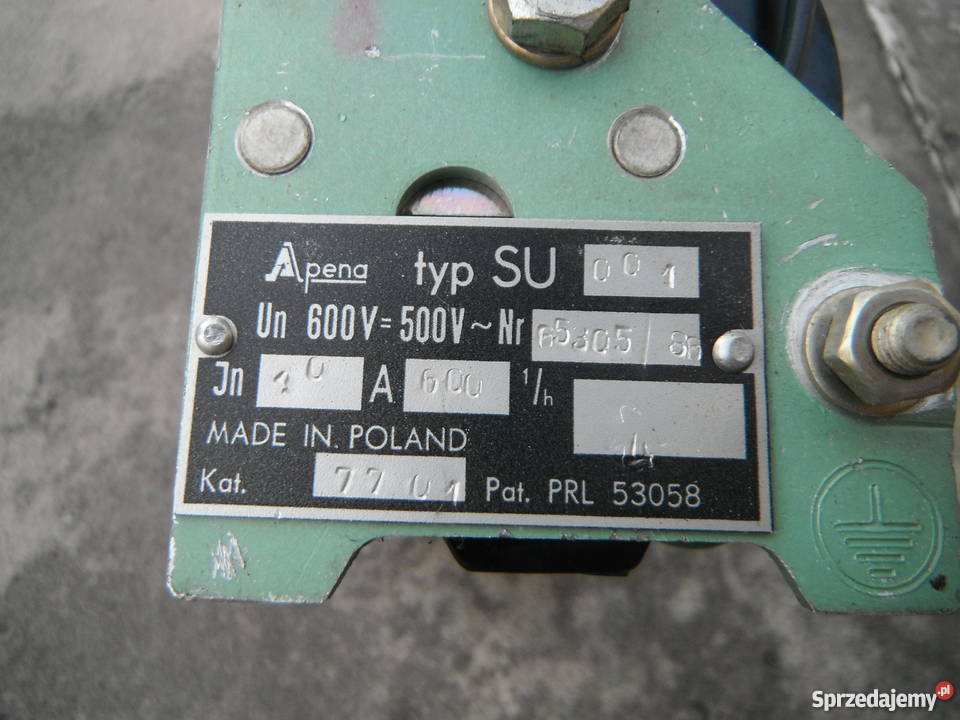 Apena typ SU 001
Un 600V= 500V~ Nr 65305/86
Jn 10 A 600 1/h
MADE IN. POLAND
Kat. 7701 Pat. PRL 53058
Sprzedajemy.pl